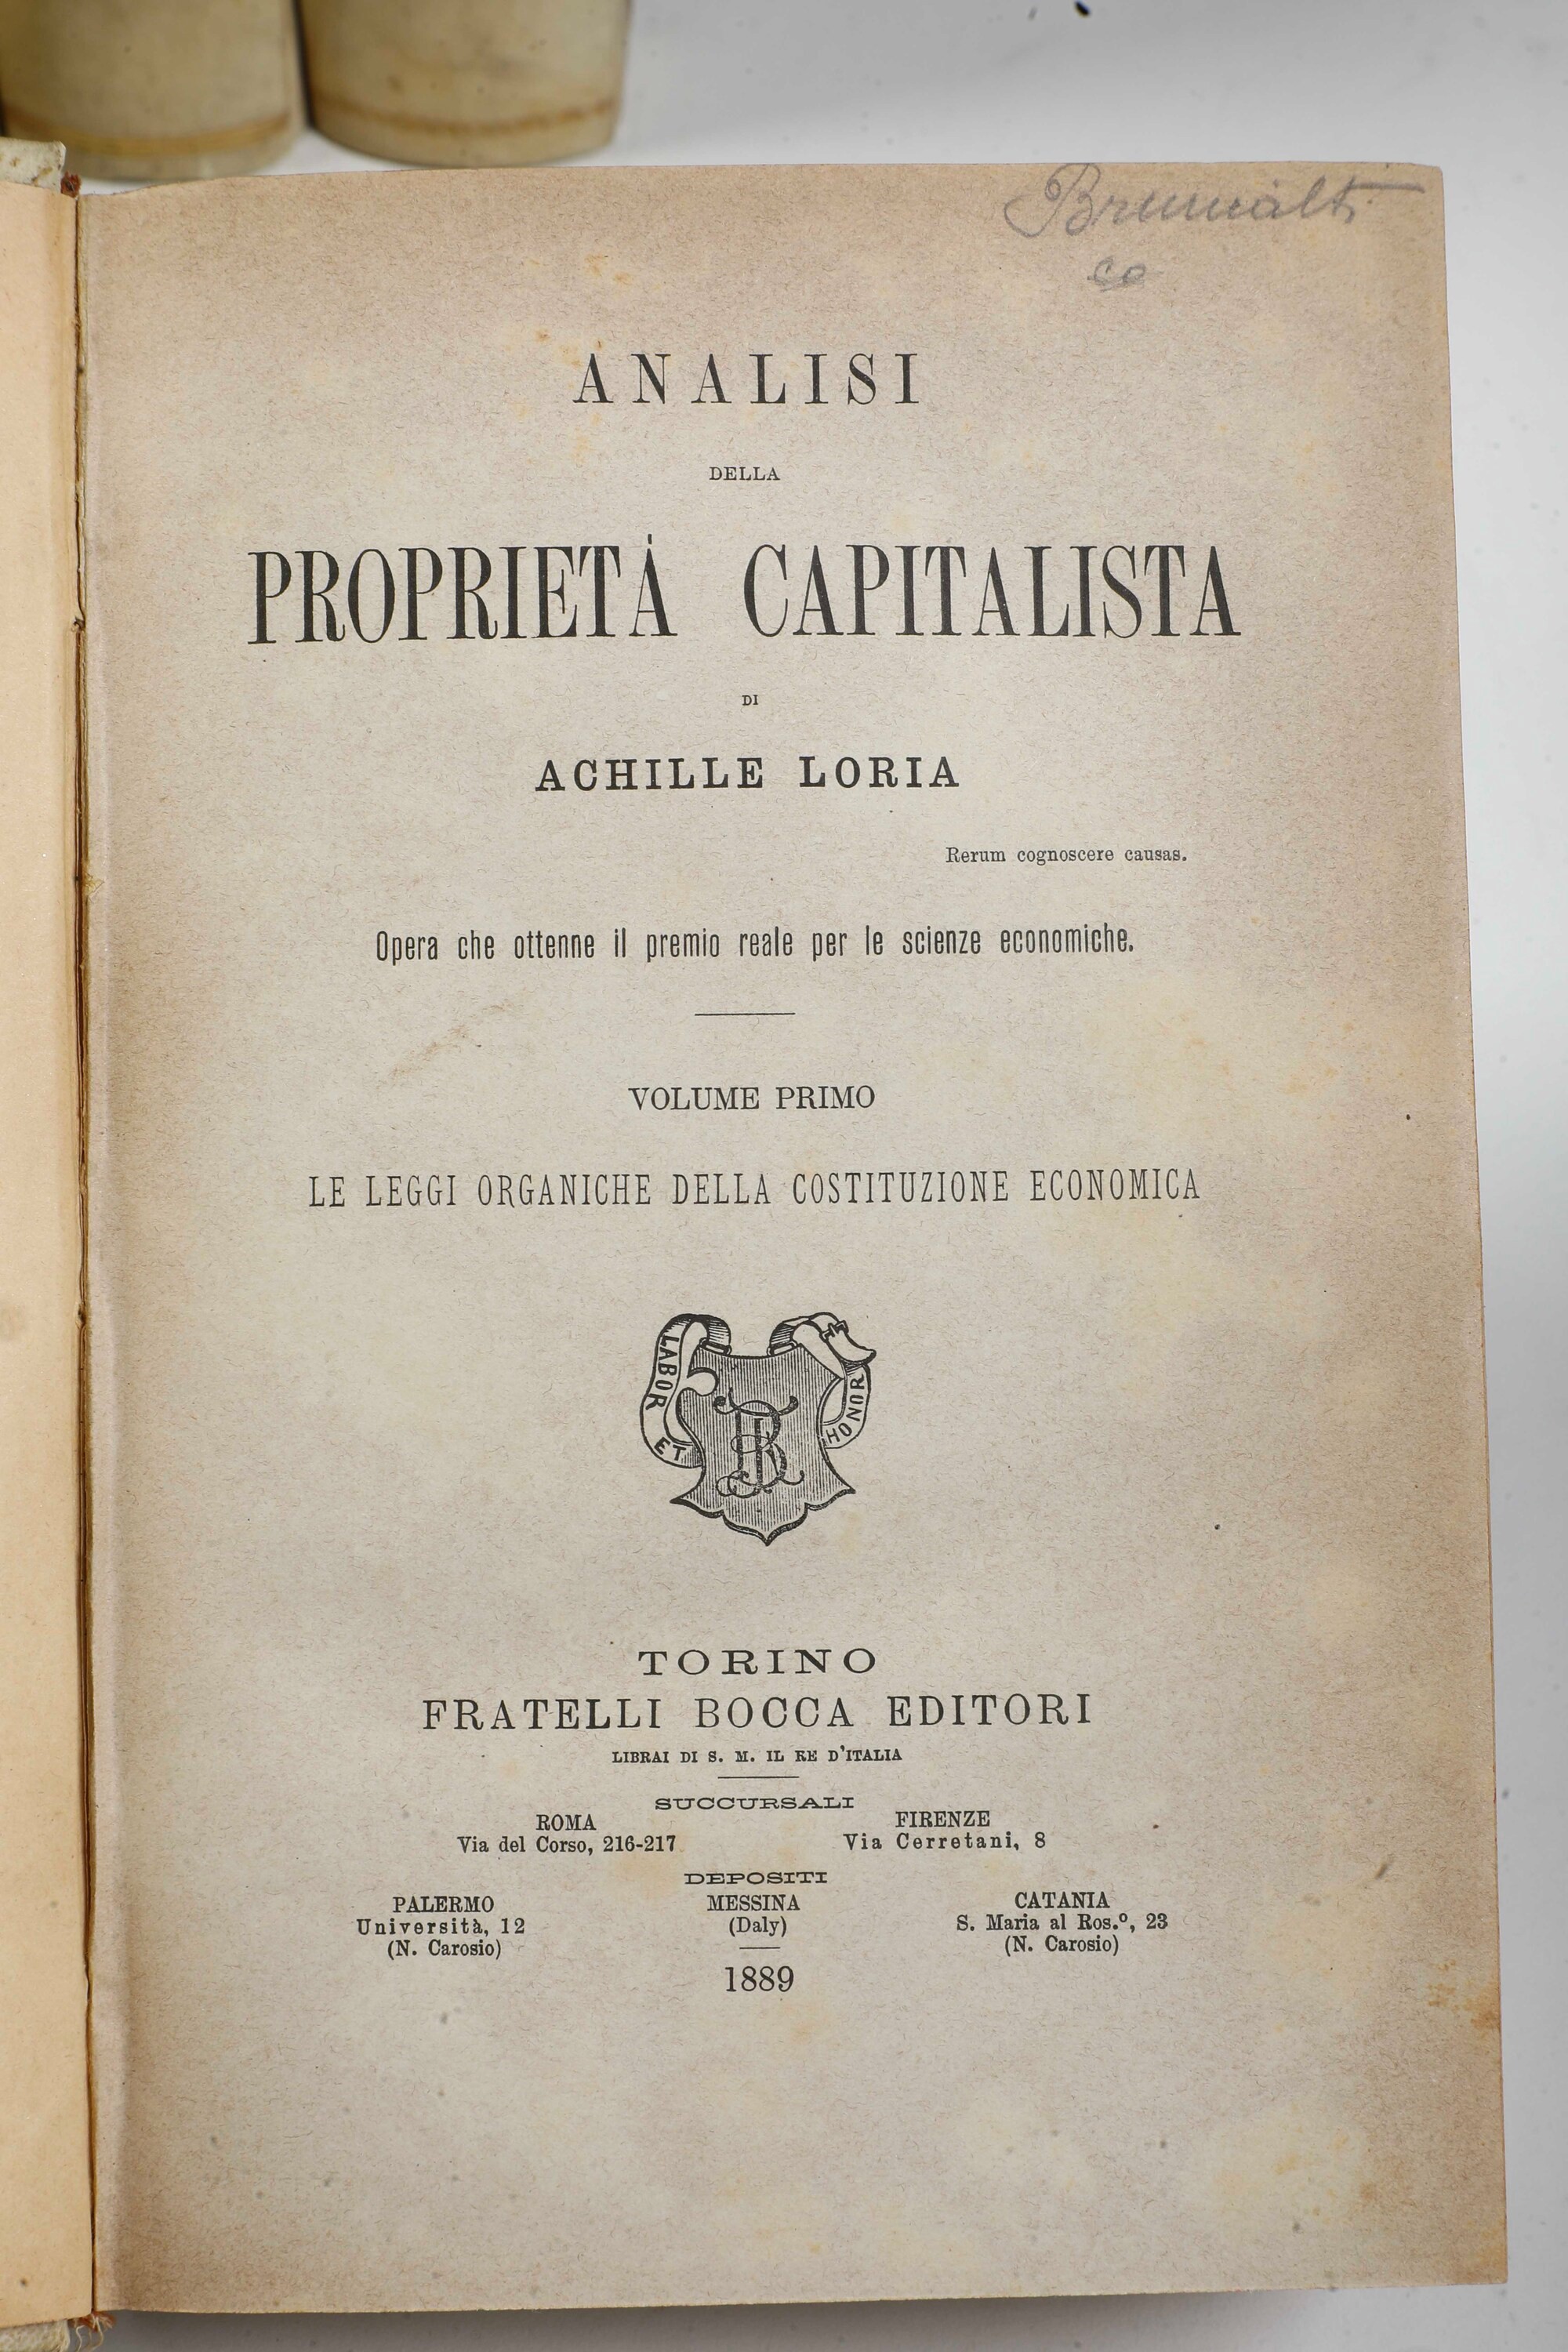 Brunialti
ANALISI
DELLA
PROPRIETÀ CAPITALISTA
DI
ACHILLE LORIA
Rerum cognoscere causas.
Opera che ottenne il premio reale per le scienze economiche.
VOLUME PRIMO
LE LEGGI ORGANICHE DELLA COSTITUZIONE ECONOMICA
LABOR ET HONOR
TORINO
FRATELLI BOCCA EDITORI
LIBRAI DI S. M. IL RE D'ITALIA
SUCCURSALI
ROMA FIRENZE
Via del Corso, 216-217 Via Cerretani, 8
DEPOSITI
PALERMO MESSINA CATANIA
Università, 12 (Daly) S. Maria al Ros.º, 23
(N. Carosio) (N. Carosio)
1889